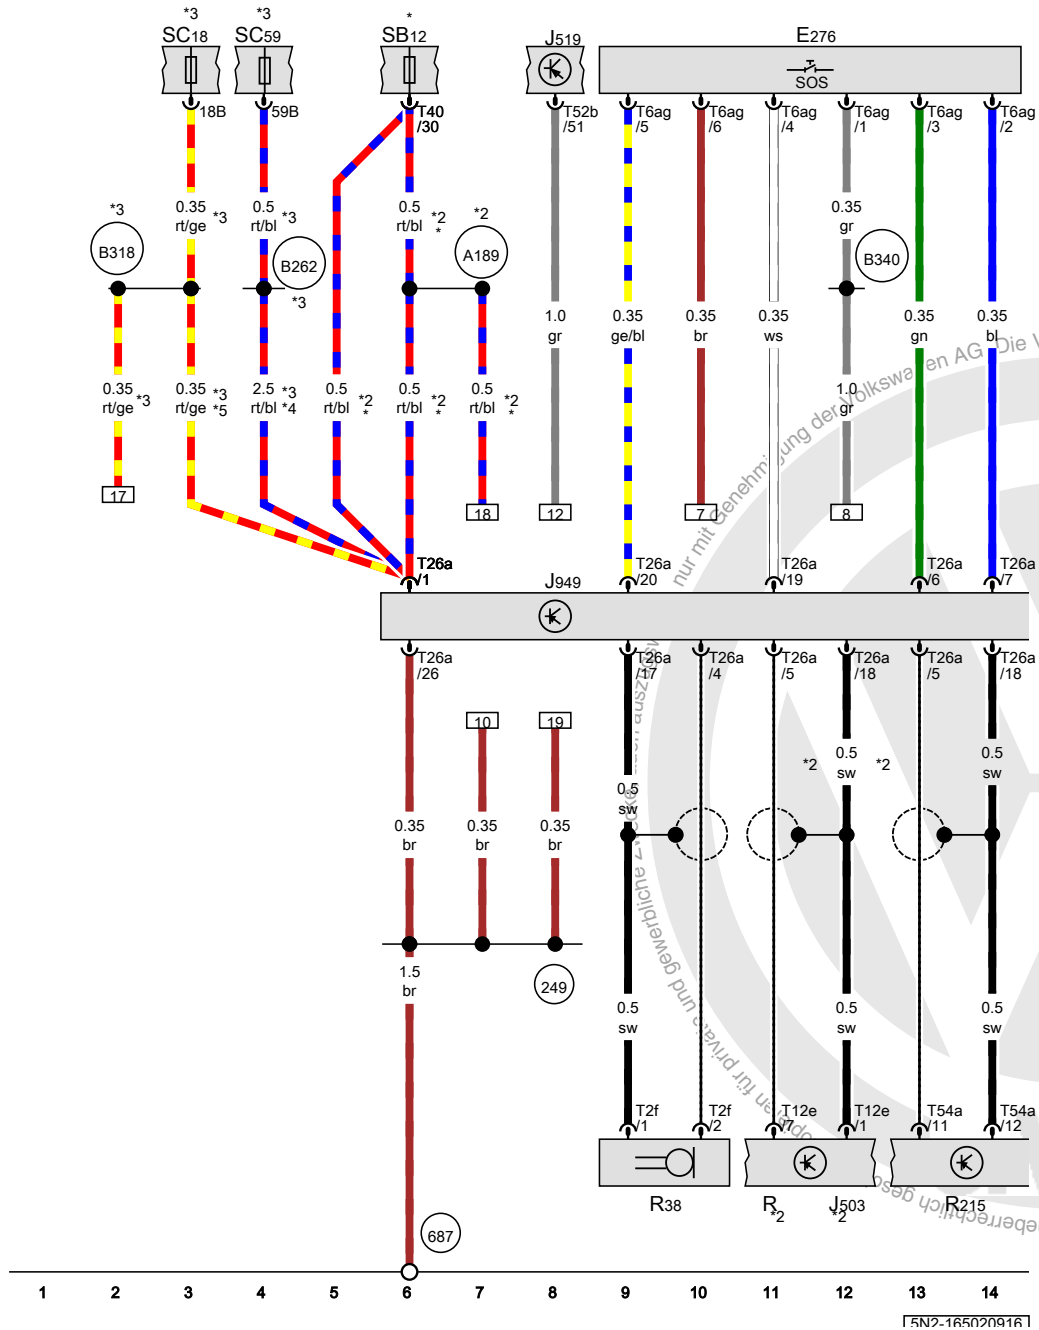 *3
*3
*
SC18
SC59
SB12
J519
E276
SOS
18B
59B
T40
/30
T52b
/51
T6ag
/5
T6ag
/6
T6ag
/4
T6ag
/1
T6ag
/3
T6ag
/2
*3
B318
0.35
rt/ge
*3
0.5
rt/bl
*3
B262
*3
0.5
rt/bl
*2
*
*2
A189
0.35
gr
B340
1.0
gr
0.35
ge/bl
0.35
br
0.35
ws
0.35
gn
0.35
bl
0.35
rt/ge
*3
0.35
rt/ge
*3
*5
2.5
rt/bl
*3
*4
0.5
rt/bl
*2
*
0.5
rt/bl
*2
*
0.5
rt/bl
*2
*
1.0
gr
17
18
12
7
8
T26a
/1
J949
T26a
/20
T26a
/19
T26a
/6
T26a
/7
T26a
/26
T26a
/17
T26a
/4
T26a
/5
T26a
/18
T26a
/5
T26a
/18
10
19
0.5
sw
*2
0.5
sw
*2
0.5
sw
0.35
br
0.35
br
0.35
br
249
1.5
br
0.5
sw
0.5
sw
0.5
sw
T2f
/1
T2f
/2
T12e
/7
T12e
/1
T54a
/11
T54a
/12
R38
R
*2
J503
*2
R215
687
1
2
3
4
5
6
7
8
9
10
11
12
13
14
5N2-165020916
nur mit Genehmigung der Volkswagen AG. Die